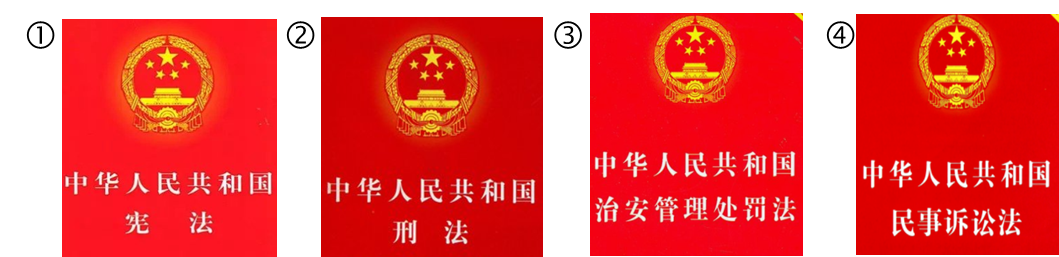 ①
中华人民共和国
宪 法
②
中华人民共和国
刑 法
③
中华人民共和国
治安管理处罚法
④
中华人民共和国
民事诉讼法